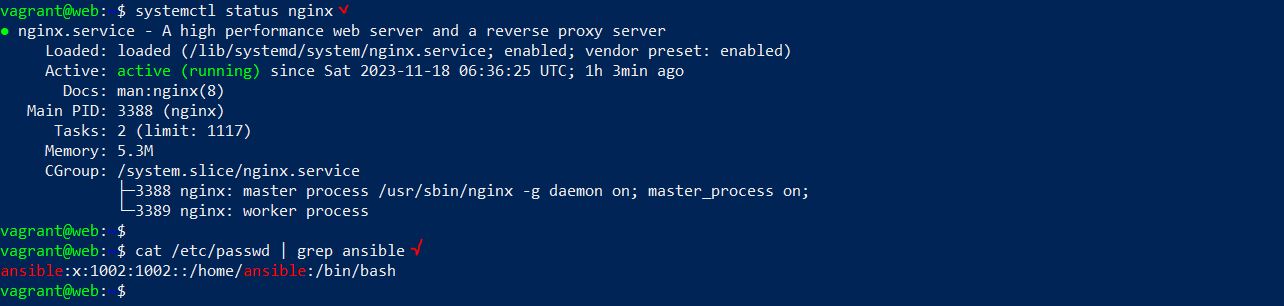 vagrant@web: $ systemctl status nginx
● nginx.service - A high performance web server and a reverse proxy server
Loaded: loaded (/lib/systemd/system/nginx.service; enabled; vendor preset: enabled)
Active: active (running) since Sat 2023-11-18 06:36:25 UTC; 1h 3min ago
Docs: man:nginx(8)
Main PID: 3388 (nginx)
Tasks: 2 (limit: 1117)
Memory: 5.3M
CGroup: /system.slice/nginx.service
├─3388 nginx: master process /usr/sbin/nginx -g daemon on; master_process on;
└─3389 nginx: worker process
vagrant@web: $
vagrant@web: $ cat /etc/passwd | grep ansible
ansible:x:1002:1002::/home/ansible:/bin/bash
vagrant@web: $